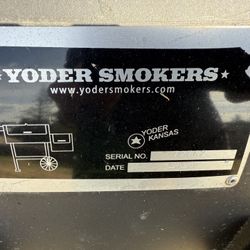 YODER SMOKERS
www.yodersmokers.com
YODER
KANSAS
SERIAL NO.
DATE